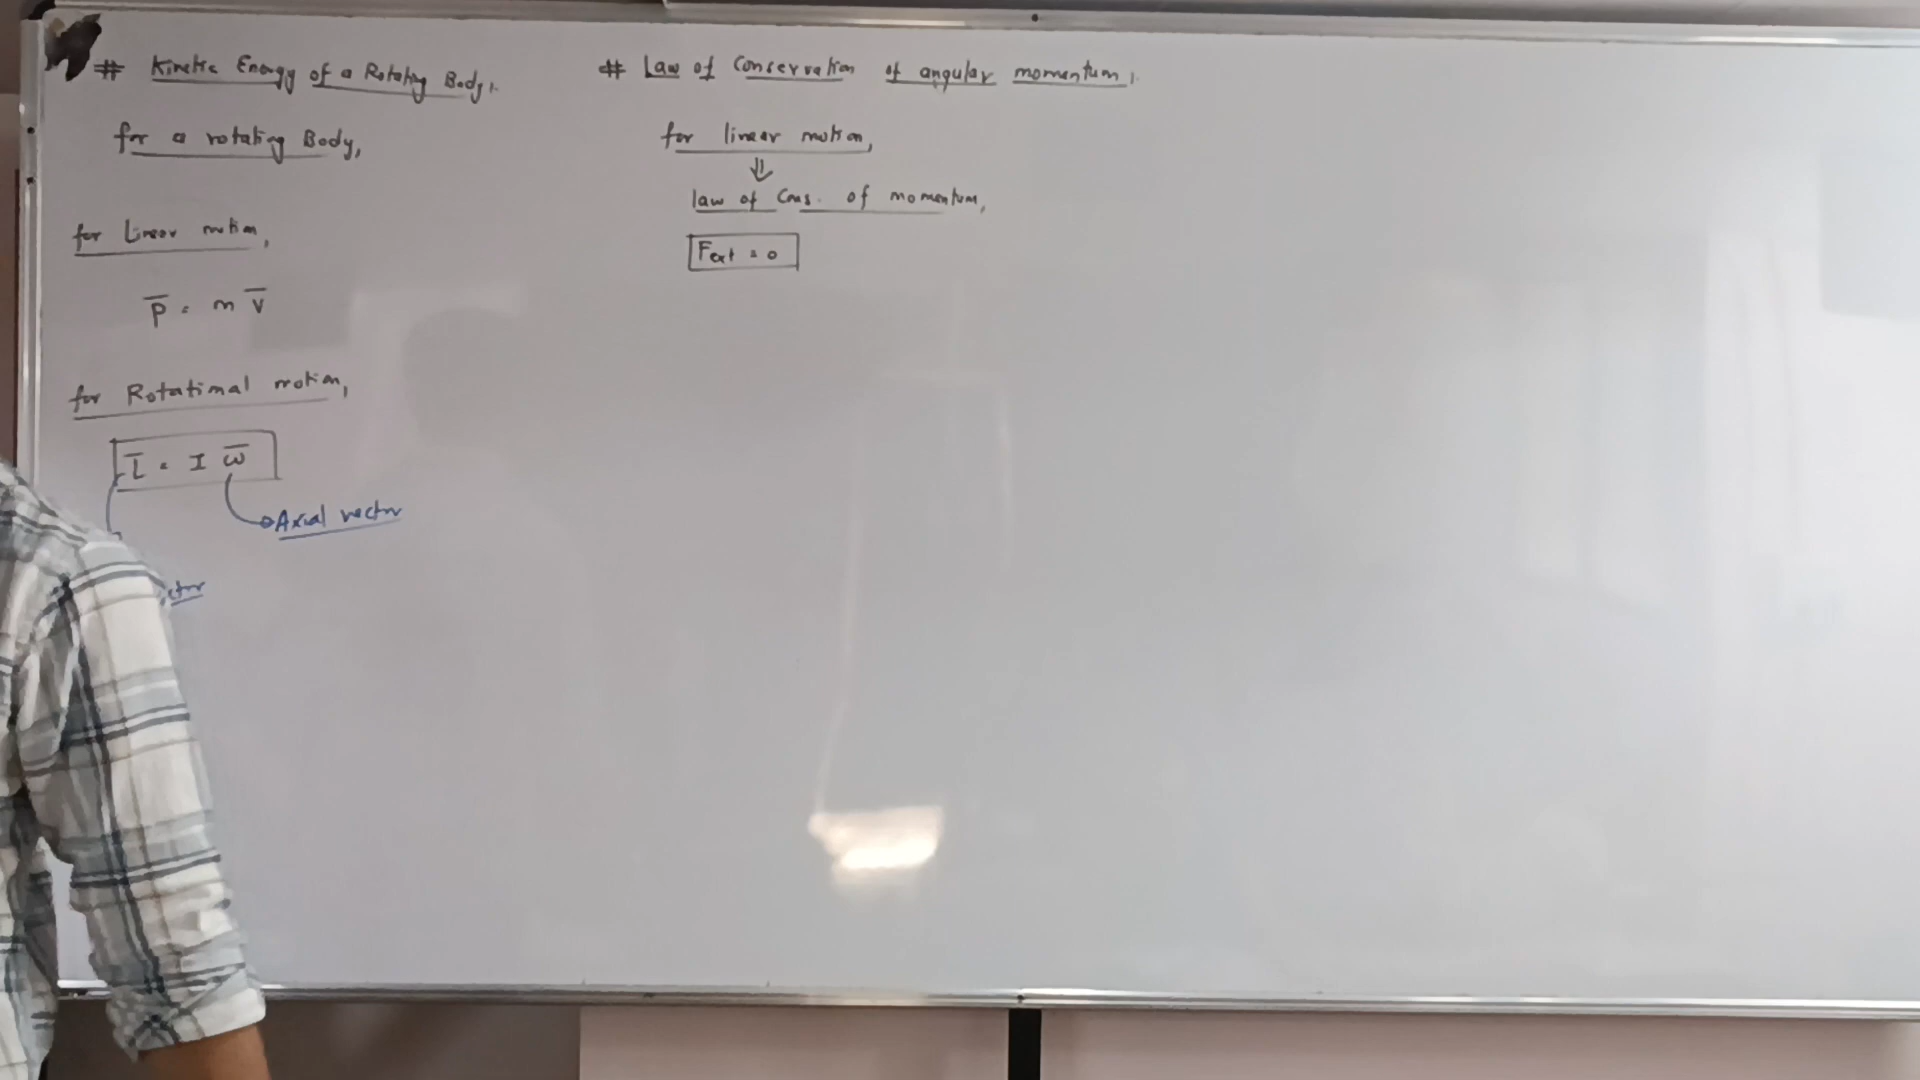 # Kinetic Energy of a Rotating Body,
for a rotating Body,
for Linear motion,
P̅ = m V̅
for Rotational motion,
L̅ = I ω̅
Axial vector
# Law of Conservation of angular momentum,
for linear motion,
⇓
law of Cons. of momentum,
Fext = 0